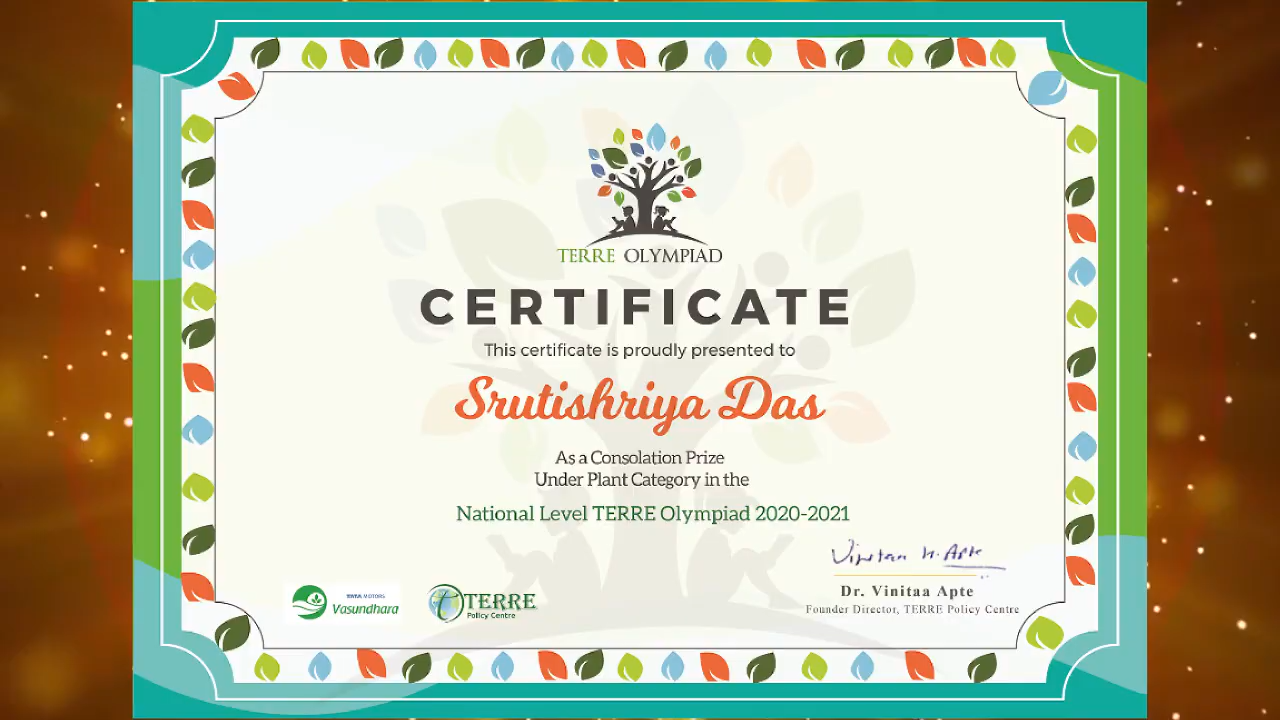 TERRE OLYMPIAD
CERTIFICATE
This certificate is proudly presented to
Srutishriya Das
As a Consolation Prize
Under Plant Category in the
National Level TERRE Olympiad 2020-2021
Vinitaa M. Apte
Dr. Vinitaa Apte
Founder Director, TERRE Policy Centre
TATA MOTORS
Vasundhara
TERRE
Policy Centre